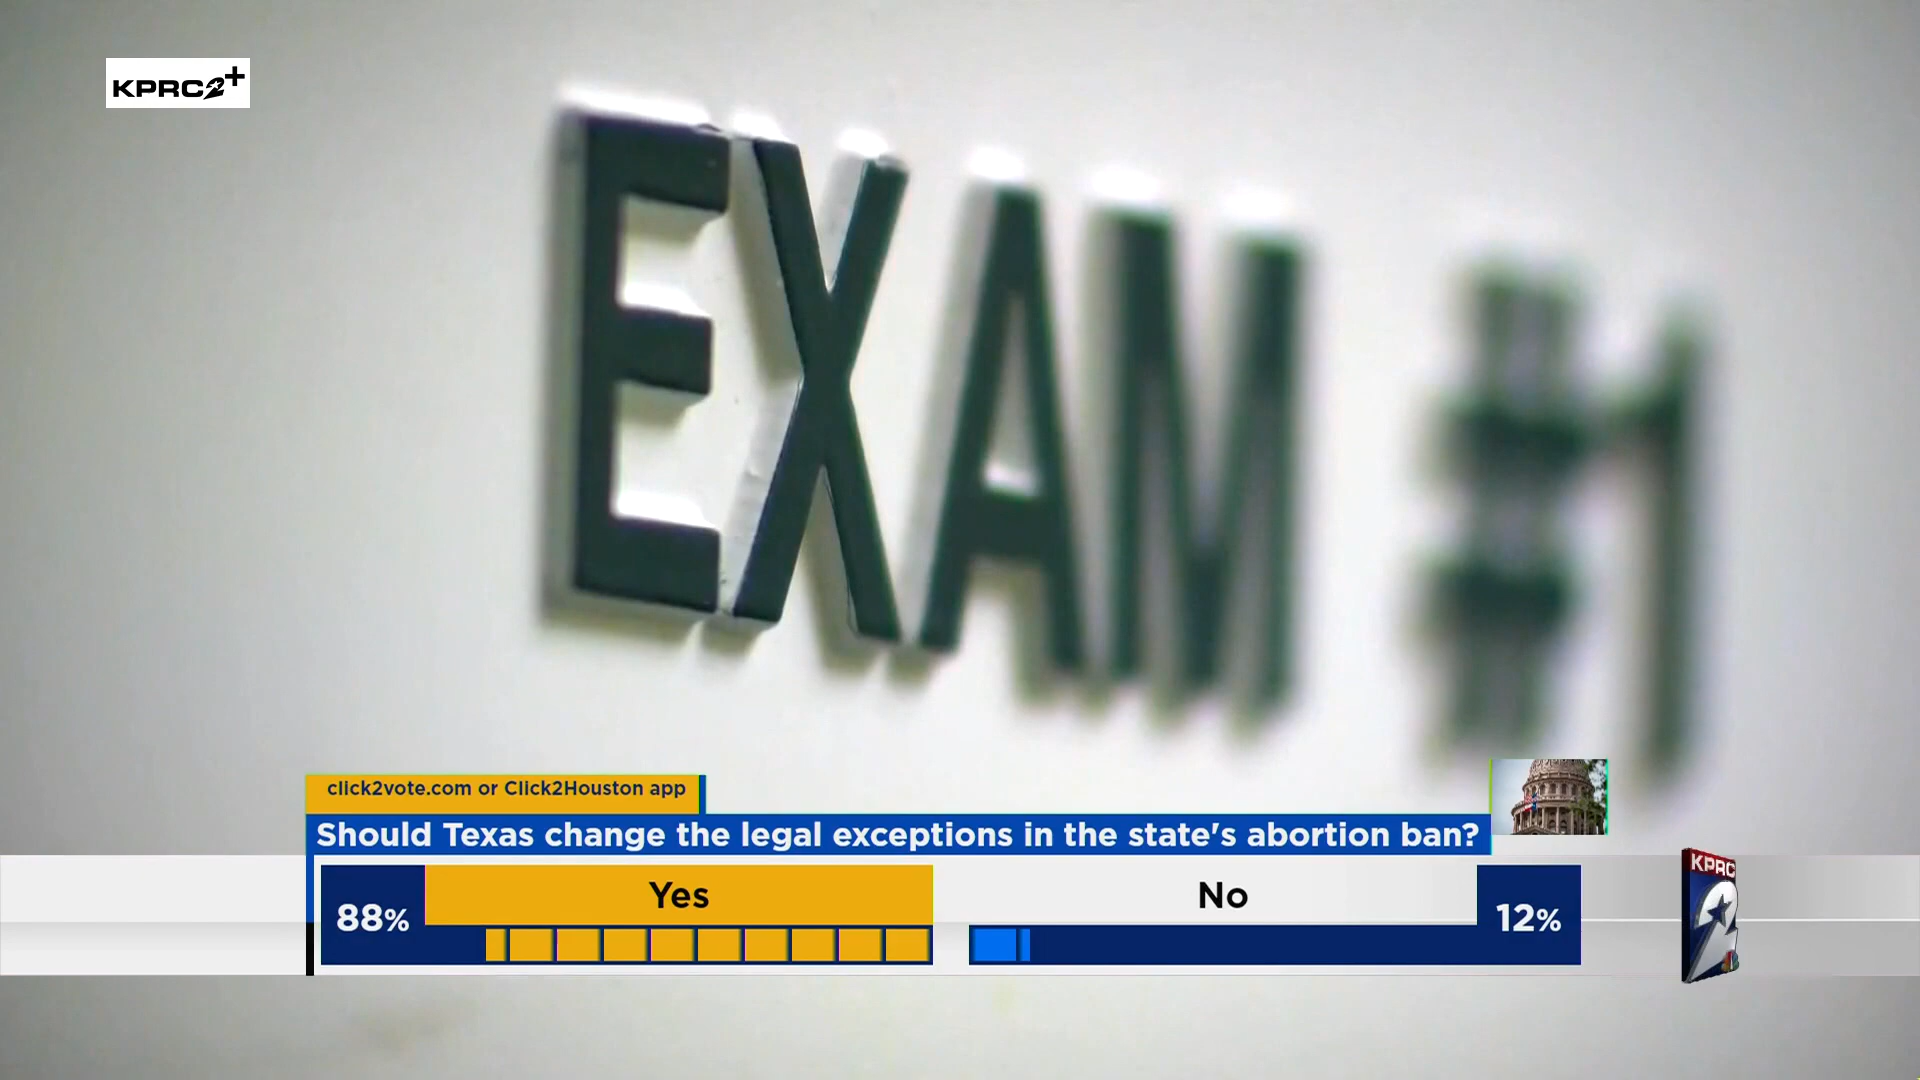 KPRC2+
EXAM #1
click2vote.com or Click2Houston app
Should Texas change the legal exceptions in the state's abortion ban?
88% Yes No 12%
KPRC
2